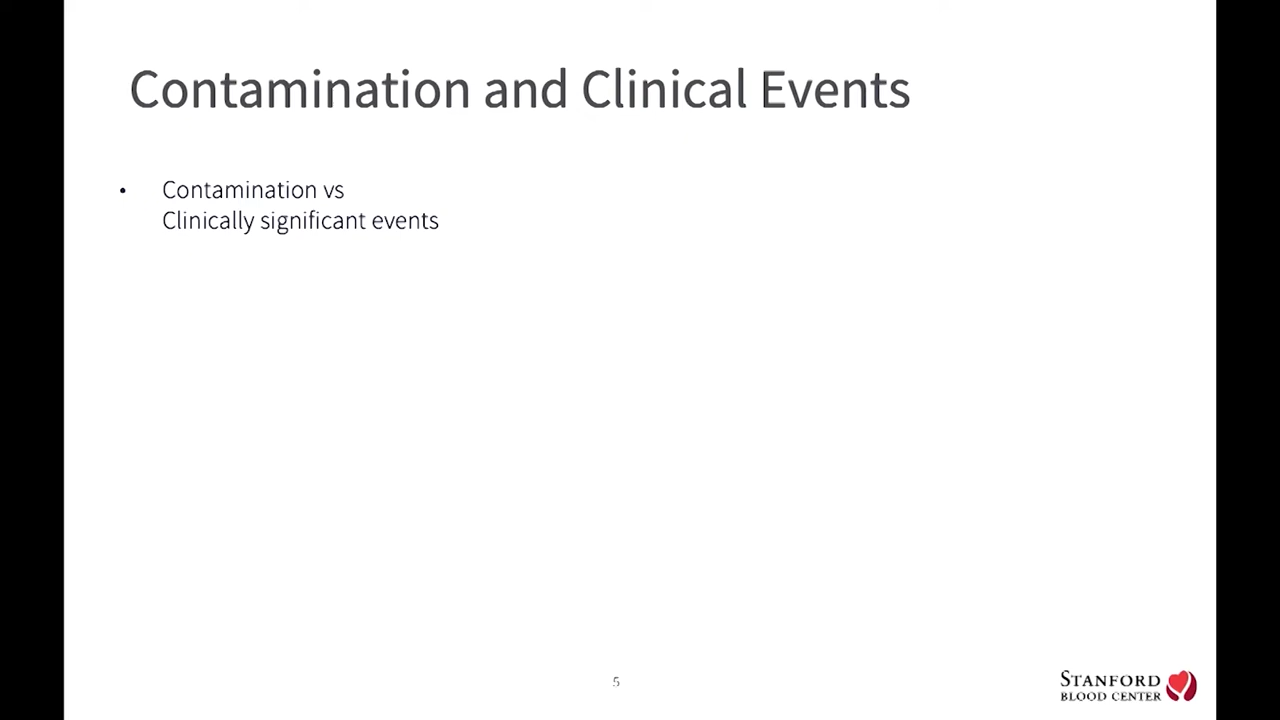 Contamination and Clinical Events
• Contamination vs
Clinically significant events
5
STANFORD
BLOOD CENTER